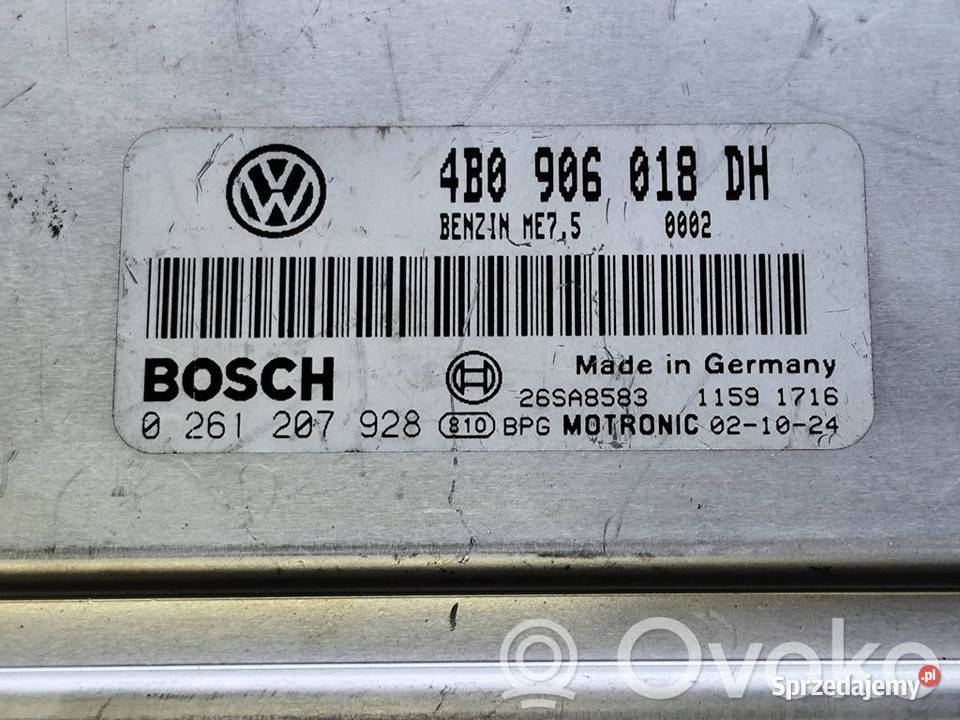 4B0 906 018 DH
BENZIN ME7,5 0002
BOSCH Made in Germany
26SA8583 1159 1716
0 261 207 928 810 BPG MOTRONIC 02-10-24
Ovoko
Sprzedajemy.pl